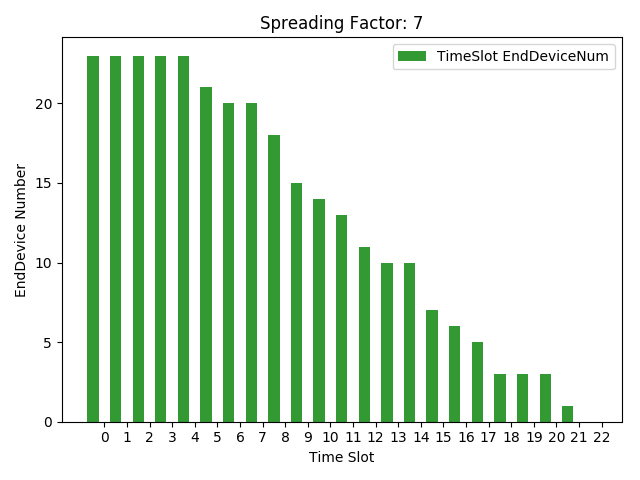 Spreading Factor: 7
TimeSlot EndDeviceNum
EndDevice Number
20
15
10
5
0
0 1 2 3 4 5 6 7 8 9 10 11 12 13 14 15 16 17 18 19 20 21 22
Time Slot